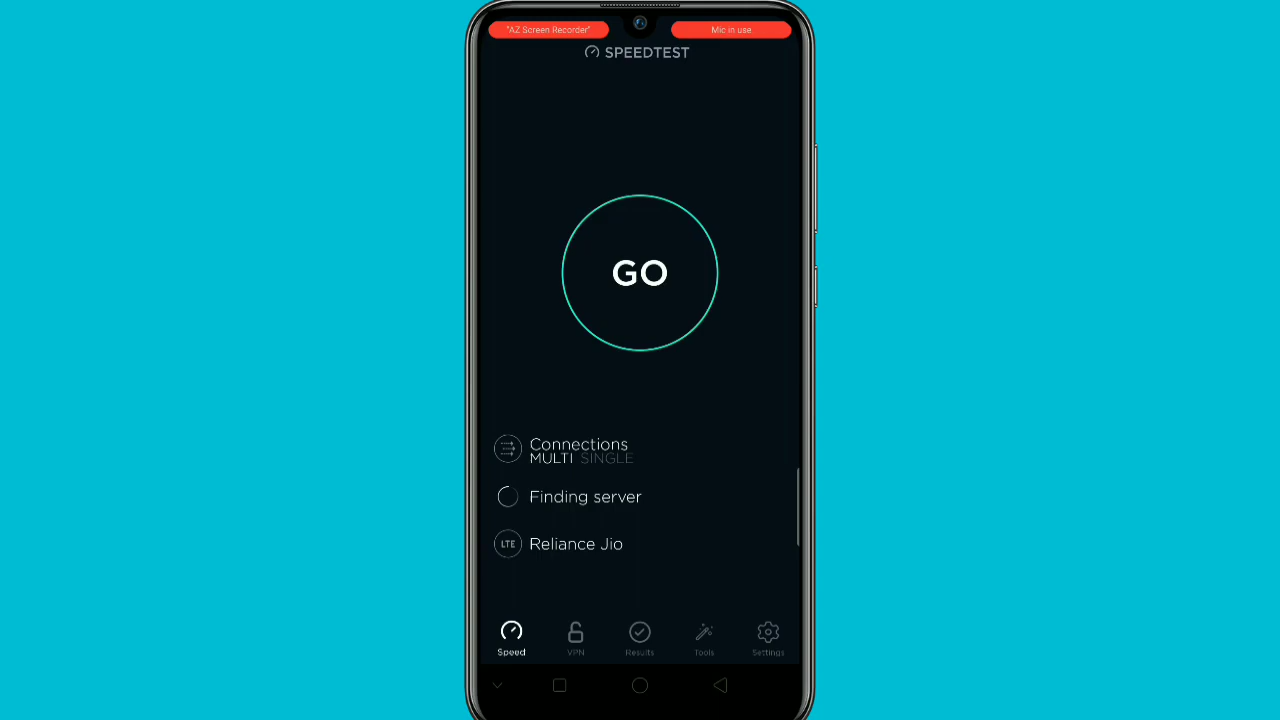 "AZ Screen Recorder"
Mic in use
SPEEDTEST
GO
Connections
MULTI SINGLE
Finding server
LTE Reliance Jio
Speed VPN Results Tools Settings